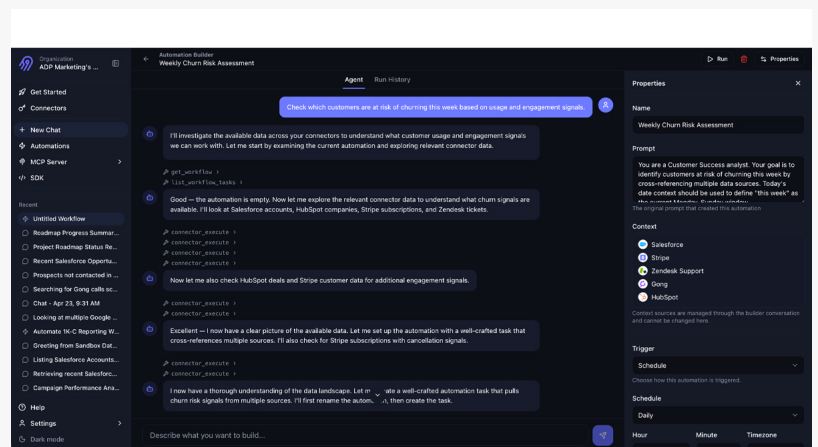 Organization
ADP Marketing's ...
Get Started
Connectors
New Chat
Automations
MCP Server
SDK
Recent
Untitled Workflow
Roadmap Progress Summar...
Project Roadmap Status Re...
Recent Salesforce Opportu...
Prospects not contacted in ...
Searching for Gong calls sc...
Chat - Apr 23, 9:31 AM
Looking at multiple Google ...
Automate 1K-C Reporting W...
Greeting from Sandbox Dat...
Listing Salesforce Accounts...
Retrieving recent Salesforc...
Campaign Performance Ana...
Help
Settings
Dark mode
Automation Builder
Weekly Churn Risk Assessment
Run
Properties
Agent
Run History
Check which customers are at risk of churning this week based on usage and engagement signals.
I'll investigate the available data across your connectors to understand what customer usage and engagement signals
we can work with. Let me start by examining the current automation and exploring relevant connector data.
get_workflow
list_workflow_tasks
Good — the automation is empty. Now let me explore the relevant connector data to understand what churn signals are
available. I'll look at Salesforce accounts, HubSpot companies, Stripe subscriptions, and Zendesk tickets.
connector_execute
connector_execute
connector_execute
connector_execute
Now let me also check HubSpot deals and Stripe customer data for additional engagement signals.
connector_execute
connector_execute
Excellent — I now have a clear picture of the available data. Let me set up the automation with a well-crafted task that
cross-references multiple sources. I'll also check for Stripe subscriptions with cancellation signals.
connector_execute
connector_execute
I now have a thorough understanding of the data landscape. Let a well-crafted automation task that pulls
churn risk signals from multiple sources. I'll first rename the then create the task.
Describe what you want to build...
Properties
Name
Weekly Churn Risk Assessment
Prompt
You are a Customer Success analyst. Your goal is to
identify customers at risk of churning this week by
cross-referencing multiple data sources. Today's
date context should be used to define "this week" as
the current Monday-Sunday window.
The original prompt that created this automation
Context
Salesforce
Stripe
Zendesk Support
Gong
HubSpot
Context sources are managed through the builder conversation
and cannot be changed here.
Trigger
Schedule
Choose how this automation is triggered.
Schedule
Daily
Hour
Minute
Timezone